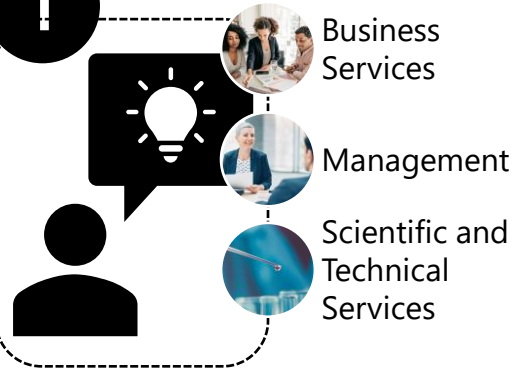 Business
Services
Management
Scientific and
Technical
Services